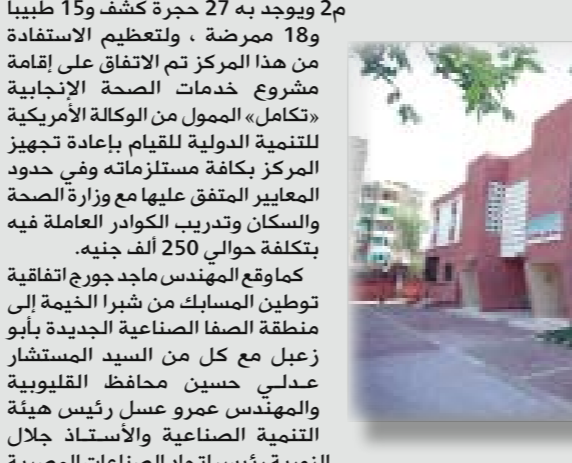 م2 ويوجد به 27 حجرة كشف و15 طبيباً
و18 ممرضة ، ولتعظيم الاستفادة
من هذا المركز تم الاتفاق على إقامة
مشروع خدمات الصحة الإنجابية
«تكامل» الممول من الوكالة الأمريكية
للتنمية الدولية للقيام بإعادة تجهيز
المركز بكافة مستلزماته وفي حدود
المعايير المتفق عليها مع وزارة الصحة
والسكان وتدريب الكوادر العاملة فيه
بتكلفة حوالي 250 ألف جنيه.
كماوقع المهندس ماجد جورج اتفاقية
توطين المسابك من شبرا الخيمة إلى
منطقة الصفا الصناعية الجديدة بأبو
زعبل مع كل من السيد المستشار
عـدلـي حسين محافظ القليوبية
والمهندس عمرو عسل رئيس هيئة
التنمية الصناعية والأسـتـاذ جلال